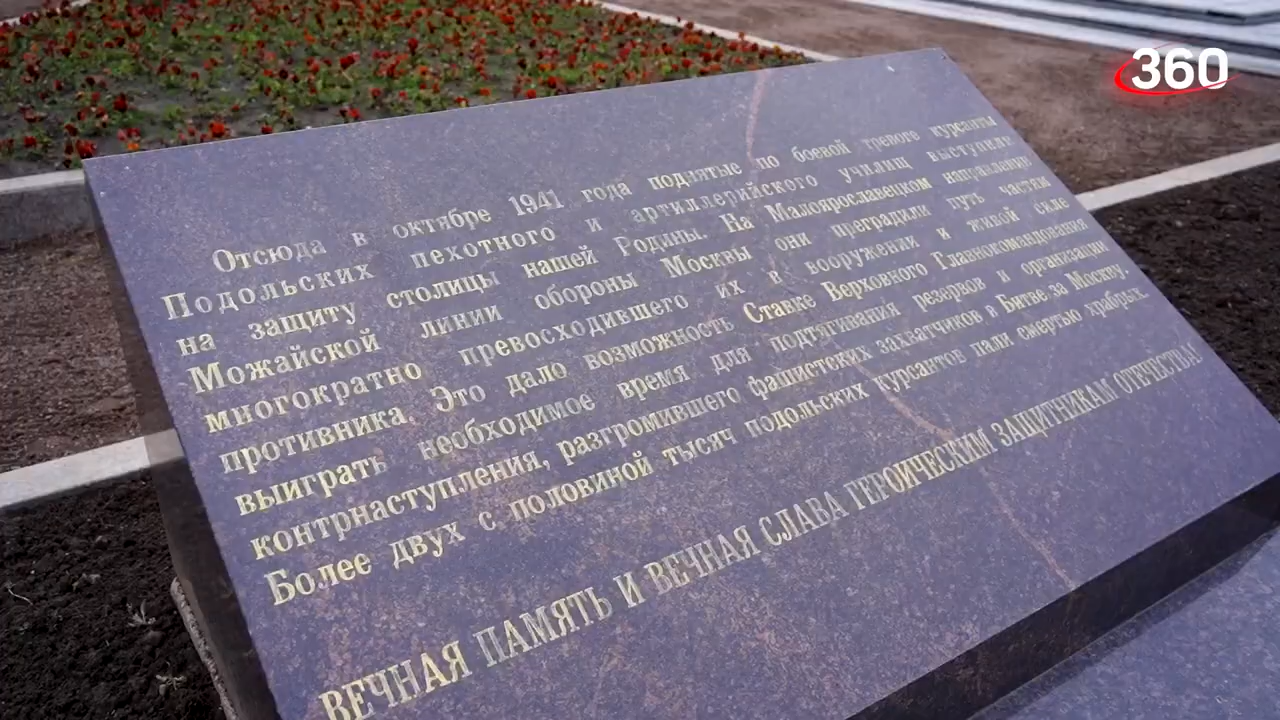 360
Отсюда в октябре 1941 года поднятые по боевой тревоге курсанты
Подольских пехотного и артиллерийского училищ выступили
на защиту столицы нашей Родины. На Малоярославецком направлении
Можайской линии обороны Москвы они преградили путь частям
многократно превосходившего их в вооружении и живой силе
противника. Это дало возможность Ставке Верховного Главнокомандования
выиграть необходимое время для подтягивания резервов и организации
контрнаступления, разгромившего фашистских захватчиков в Битве за Москву.
Более двух с половиной тысяч подольских курсантов пали смертью храбрых.
ВЕЧНАЯ ПАМЯТЬ И ВЕЧНАЯ СЛАВА ГЕРОИЧЕСКИМ ЗАЩИТНИКАМ ОТЕЧЕСТВА!